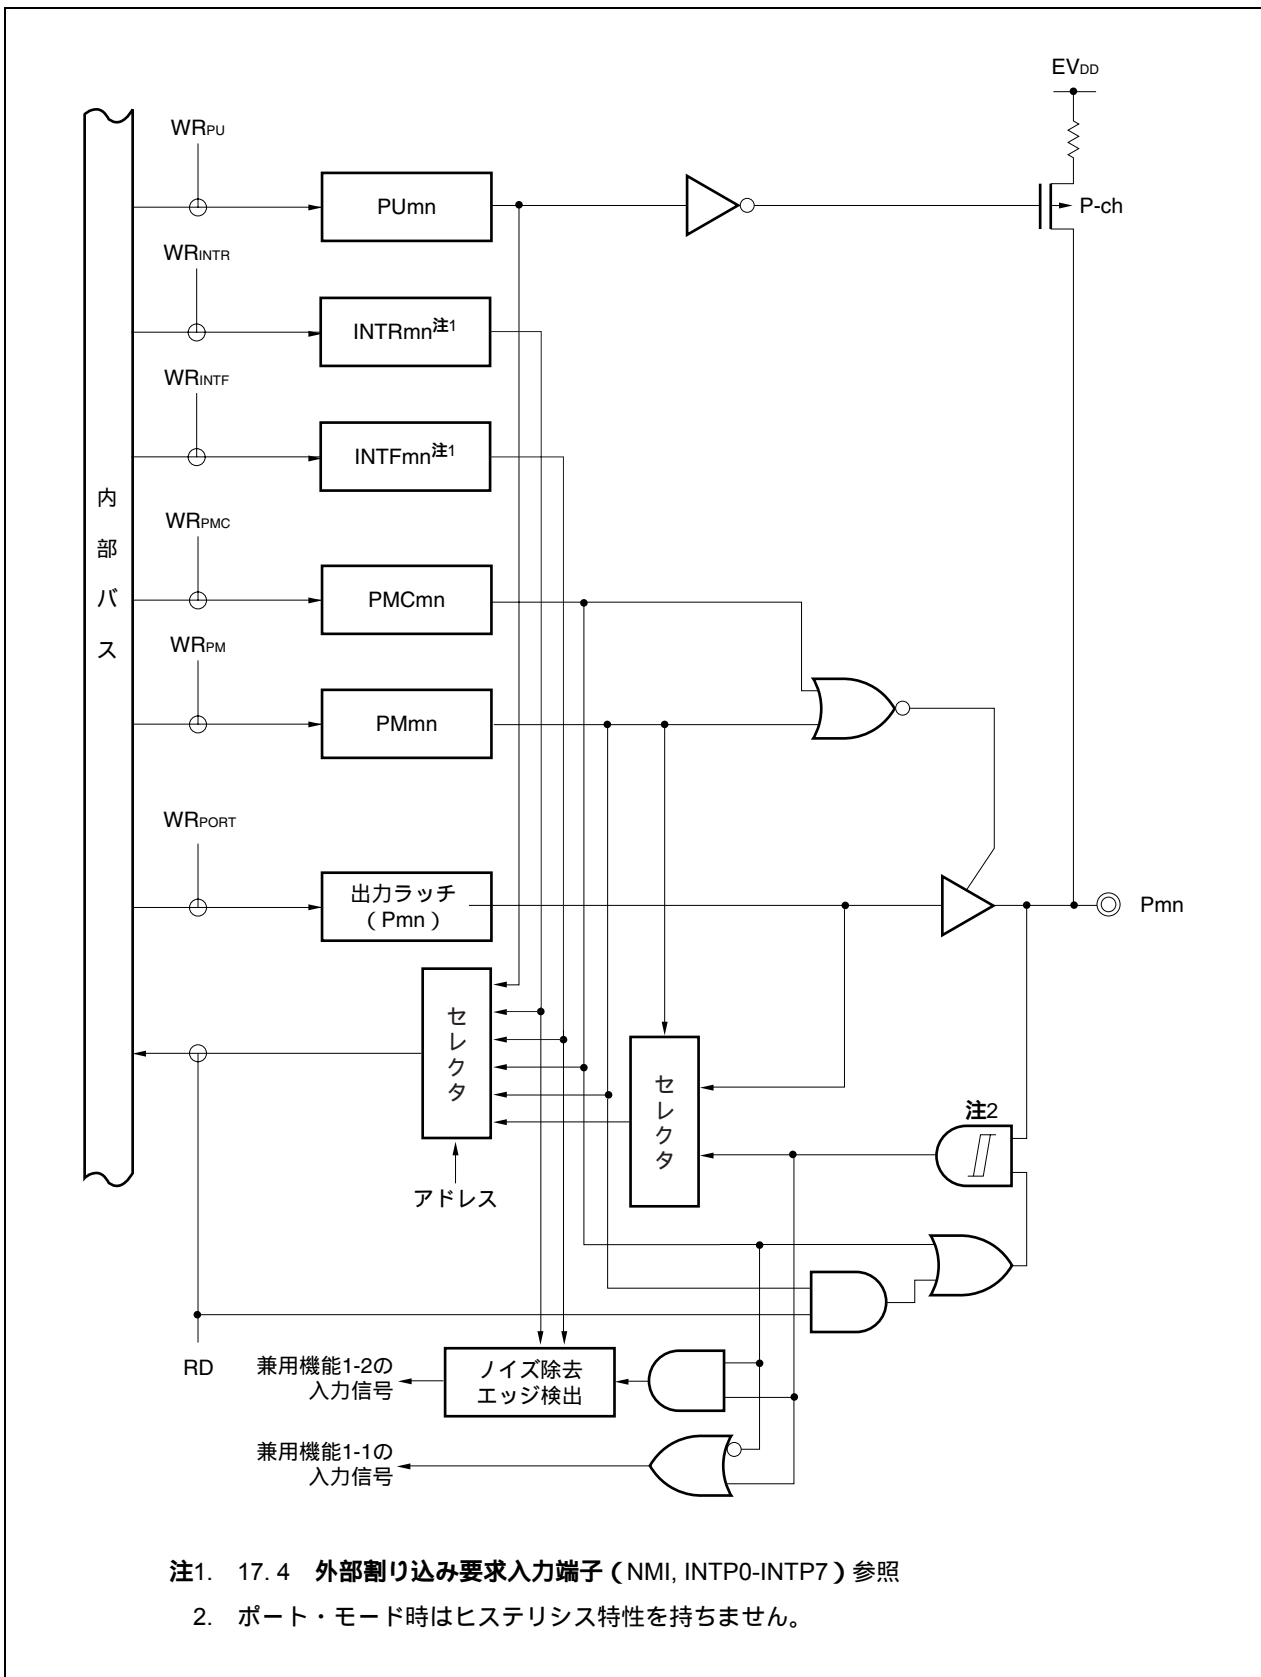 EVDD
WRPU
PUmn
P-ch
WRINTR
INTRmn注1
WRINTF
INTFmn注1
内部バス
WRPMC
PMCmn
WRPM
PMmn
WRPORT
出力ラッチ
（Pmn）
Pmn
セレクタ
セレクタ
注2
アドレス
RD
兼用機能1-2の
入力信号
ノイズ除去
エッジ検出
兼用機能1-1の
入力信号
注1. 17. 4 外部割り込み要求入力端子（NMI, INTP0-INTP7）参照
2. ポート・モード時はヒステリシス特性を持ちません。